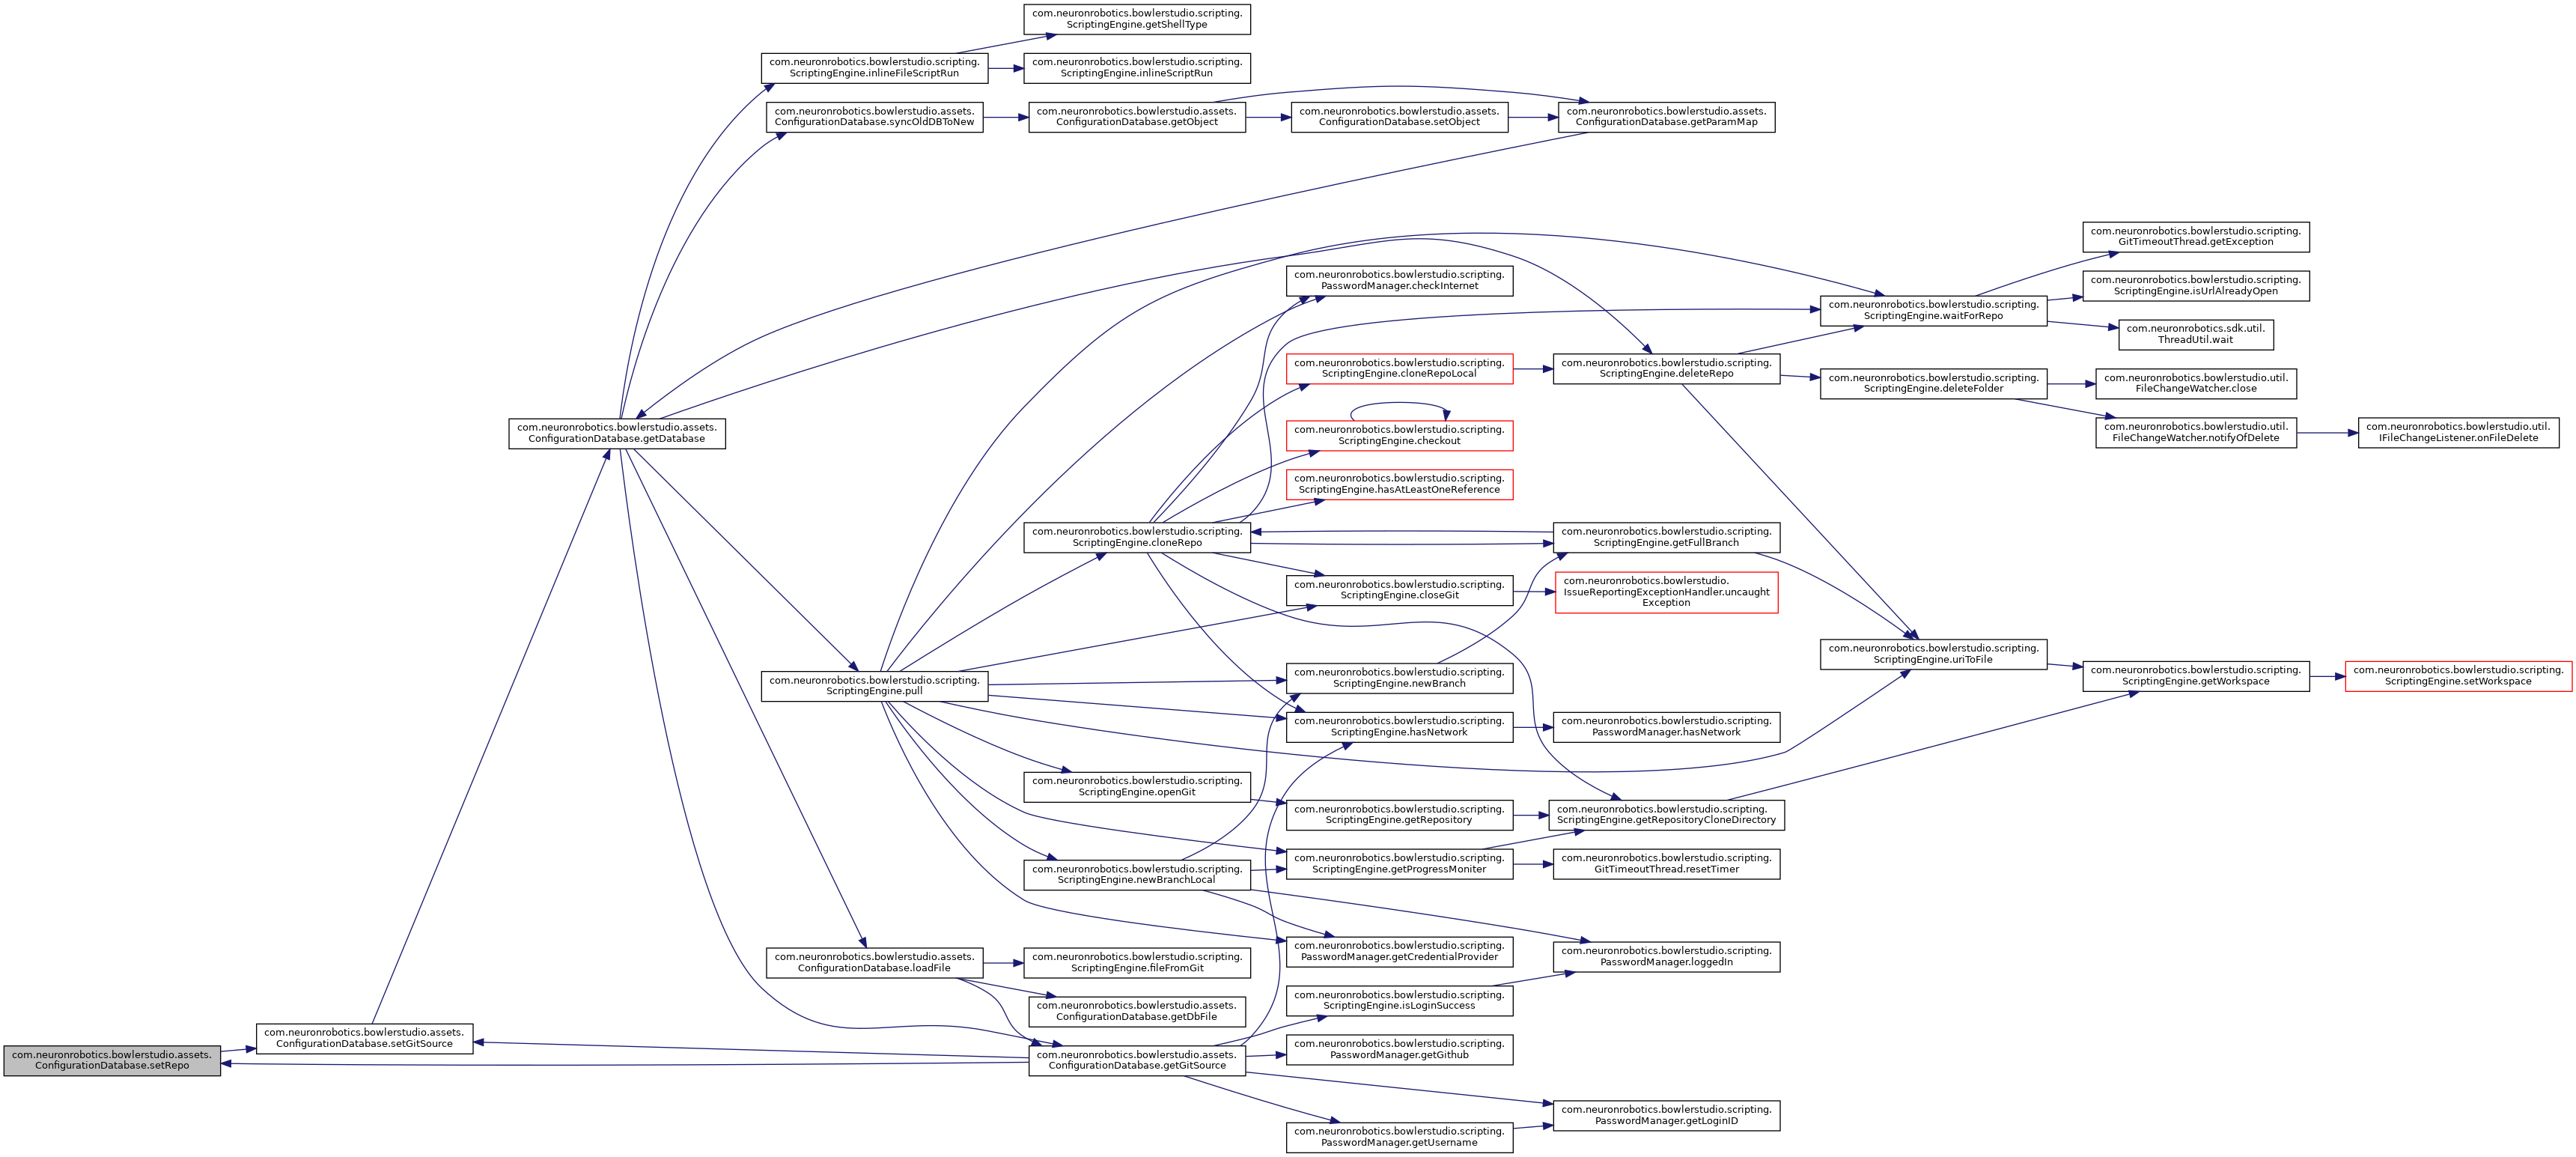 com.neuronrobotics.bowlerstudio.scripting.
ScriptingEngine.getShellType
com.neuronrobotics.bowlerstudio.scripting.
ScriptingEngine.inlineFileScriptRun
com.neuronrobotics.bowlerstudio.scripting.
ScriptingEngine.inlineScriptRun
com.neuronrobotics.bowlerstudio.assets.
ConfigurationDatabase.syncOldDBToNew
com.neuronrobotics.bowlerstudio.assets.
ConfigurationDatabase.getObject
com.neuronrobotics.bowlerstudio.assets.
ConfigurationDatabase.setObject
com.neuronrobotics.bowlerstudio.assets.
ConfigurationDatabase.getParamMap
com.neuronrobotics.bowlerstudio.scripting.
GitTimeoutThread.getException
com.neuronrobotics.bowlerstudio.scripting.
PasswordManager.checkInternet
com.neuronrobotics.bowlerstudio.scripting.
ScriptingEngine.isUrlAlreadyOpen
com.neuronrobotics.bowlerstudio.scripting.
ScriptingEngine.waitForRepo
com.neuronrobotics.sdk.util.
ThreadUtil.wait
com.neuronrobotics.bowlerstudio.scripting.
ScriptingEngine.cloneRepoLocal
com.neuronrobotics.bowlerstudio.scripting.
ScriptingEngine.deleteRepo
com.neuronrobotics.bowlerstudio.scripting.
ScriptingEngine.deleteFolder
com.neuronrobotics.bowlerstudio.util.
FileChangeWatcher.close
com.neuronrobotics.bowlerstudio.assets.
ConfigurationDatabase.getDatabase
com.neuronrobotics.bowlerstudio.scripting.
ScriptingEngine.checkout
com.neuronrobotics.bowlerstudio.util.
FileChangeWatcher.notifyOfDelete
com.neuronrobotics.bowlerstudio.util.
IFileChangeListener.onFileDelete
com.neuronrobotics.bowlerstudio.scripting.
ScriptingEngine.hasAtLeastOneReference
com.neuronrobotics.bowlerstudio.scripting.
ScriptingEngine.cloneRepo
com.neuronrobotics.bowlerstudio.scripting.
ScriptingEngine.getFullBranch
com.neuronrobotics.bowlerstudio.scripting.
ScriptingEngine.closeGit
com.neuronrobotics.bowlerstudio.
IssueReportingExceptionHandler.uncaught
Exception
com.neuronrobotics.bowlerstudio.scripting.
ScriptingEngine.uriToFile
com.neuronrobotics.bowlerstudio.scripting.
ScriptingEngine.pull
com.neuronrobotics.bowlerstudio.scripting.
ScriptingEngine.newBranch
com.neuronrobotics.bowlerstudio.scripting.
ScriptingEngine.getWorkspace
com.neuronrobotics.bowlerstudio.scripting.
ScriptingEngine.setWorkspace
com.neuronrobotics.bowlerstudio.scripting.
ScriptingEngine.hasNetwork
com.neuronrobotics.bowlerstudio.scripting.
PasswordManager.hasNetwork
com.neuronrobotics.bowlerstudio.scripting.
ScriptingEngine.openGit
com.neuronrobotics.bowlerstudio.scripting.
ScriptingEngine.getRepository
com.neuronrobotics.bowlerstudio.scripting.
ScriptingEngine.getRepositoryCloneDirectory
com.neuronrobotics.bowlerstudio.scripting.
ScriptingEngine.newBranchLocal
com.neuronrobotics.bowlerstudio.scripting.
ScriptingEngine.getProgressMoniter
com.neuronrobotics.bowlerstudio.scripting.
GitTimeoutThread.resetTimer
com.neuronrobotics.bowlerstudio.assets.
ConfigurationDatabase.loadFile
com.neuronrobotics.bowlerstudio.scripting.
ScriptingEngine.fileFromGit
com.neuronrobotics.bowlerstudio.scripting.
PasswordManager.getCredentialProvider
com.neuronrobotics.bowlerstudio.scripting.
PasswordManager.loggedIn
com.neuronrobotics.bowlerstudio.assets.
ConfigurationDatabase.getDbFile
com.neuronrobotics.bowlerstudio.scripting.
ScriptingEngine.isLoginSuccess
com.neuronrobotics.bowlerstudio.assets.
ConfigurationDatabase.setRepo
com.neuronrobotics.bowlerstudio.assets.
ConfigurationDatabase.setGitSource
com.neuronrobotics.bowlerstudio.assets.
ConfigurationDatabase.getGitSource
com.neuronrobotics.bowlerstudio.scripting.
PasswordManager.getGithub
com.neuronrobotics.bowlerstudio.scripting.
PasswordManager.getUsername
com.neuronrobotics.bowlerstudio.scripting.
PasswordManager.getLoginID